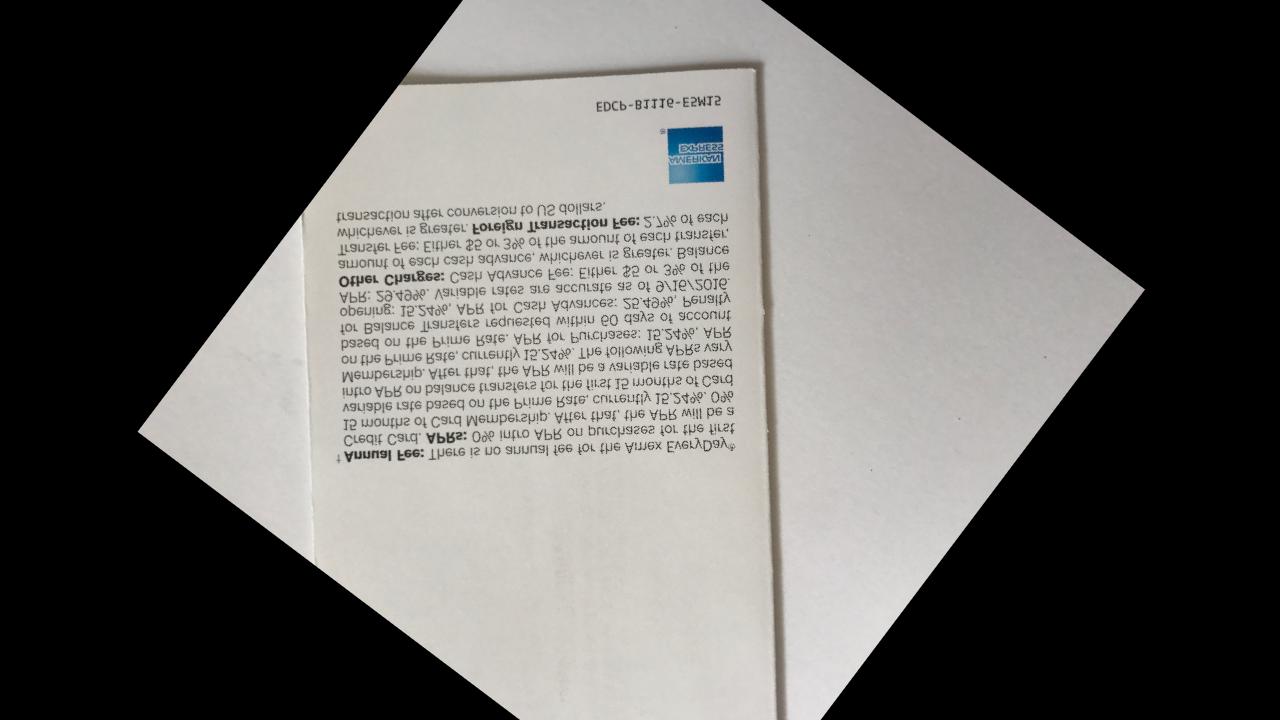 † Annual Fee: There is no annual fee for the Amex EveryDay®
Credit Card. APRs: 0% intro APR on purchases for the first
15 months of Card Membership. After that, the APR will be a
variable rate based on the Prime Rate, currently 15.24%. 0%
intro APR on balance transfers for the first 15 months of Card
Membership. After that, the APR will be a variable rate based
on the Prime Rate, currently 15.24%. The following APRs vary
based on the Prime Rate. APR for Purchases: 15.24%, APR
for Balance Transfers requested within 60 days of account
opening: 15.24%, APR for Cash Advances: 25.49%, Penalty
APR: 29.49%. Variable rates are accurate as of 9/16/2016.
Other Charges: Cash Advance Fee: Either $5 or 3% of the
amount of each cash advance, whichever is greater. Balance
Transfer Fee: Either $5 or 3% of the amount of each transfer,
whichever is greater. Foreign Transaction Fee: 2.7% of each
transaction after conversion to US dollars.
AMERICAN
EXPRESS
®
EDCP-B1116-E5M15